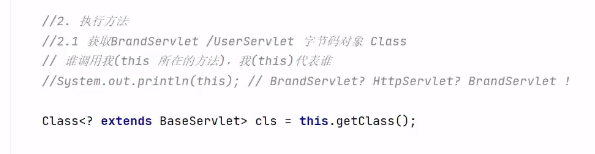 //2. 执行方法
//2.1 获取BrandServlet /UserServlet 字节码对象 Class
// 谁调用我(this 所在的方法)，我(this)代表谁
//System.out.println(this); // BrandServlet? HttpServlet? BrandServlet !
Class<? extends BaseServlet> cls = this.getClass();